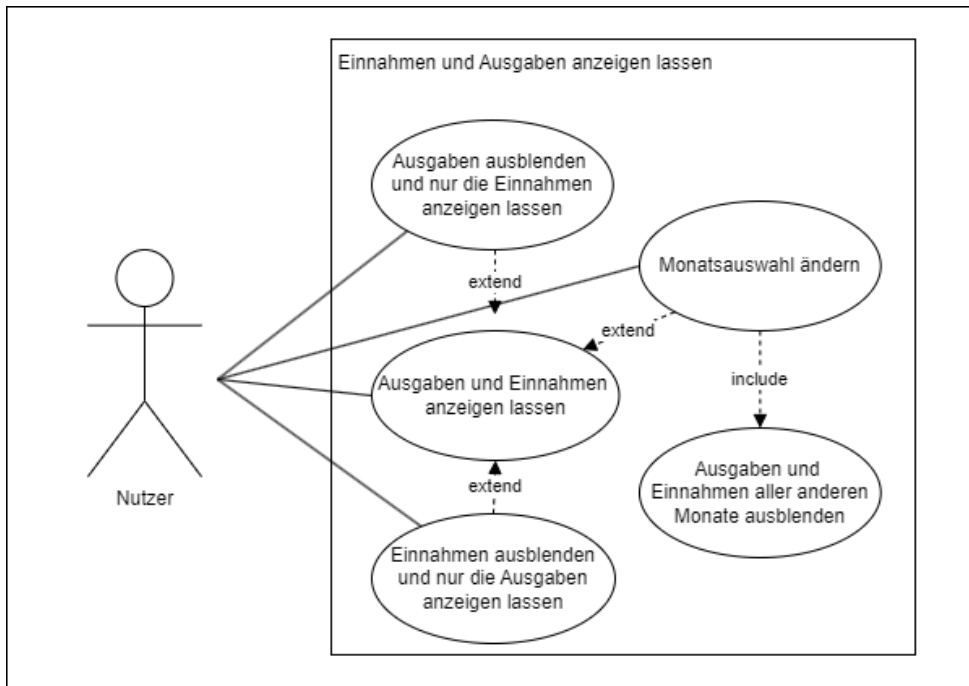 Einnahmen und Ausgaben anzeigen lassen
Ausgaben ausblenden
und nur die Einnahmen
anzeigen lassen
Monatsauswahl ändern
extend
extend
Ausgaben und Einnahmen
anzeigen lassen
include
extend
Ausgaben und
Einnahmen aller anderen
Monate ausblenden
Nutzer
Einnahmen ausblenden
und nur die Ausgaben
anzeigen lassen